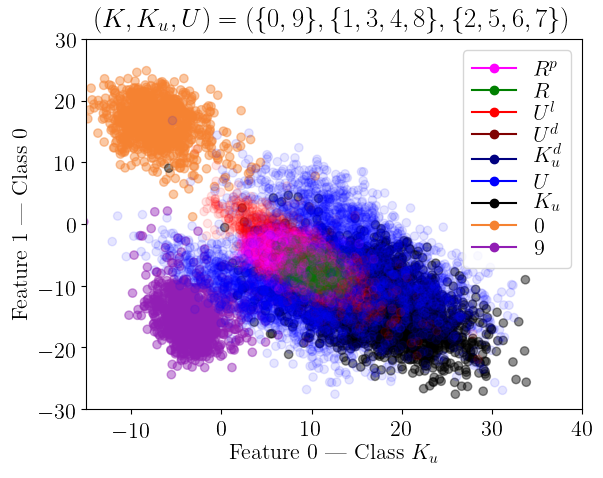 (K, K_u, U) = ({0, 9}, {1, 3, 4, 8}, {2, 5, 6, 7})
30
20
10
0
−10
−20
−30
Feature 1 — Class 0
R^p
R
U^l
U^d
K_u^d
U
K_u
0
9
−10
0
10
20
30
40
Feature 0 — Class K_u